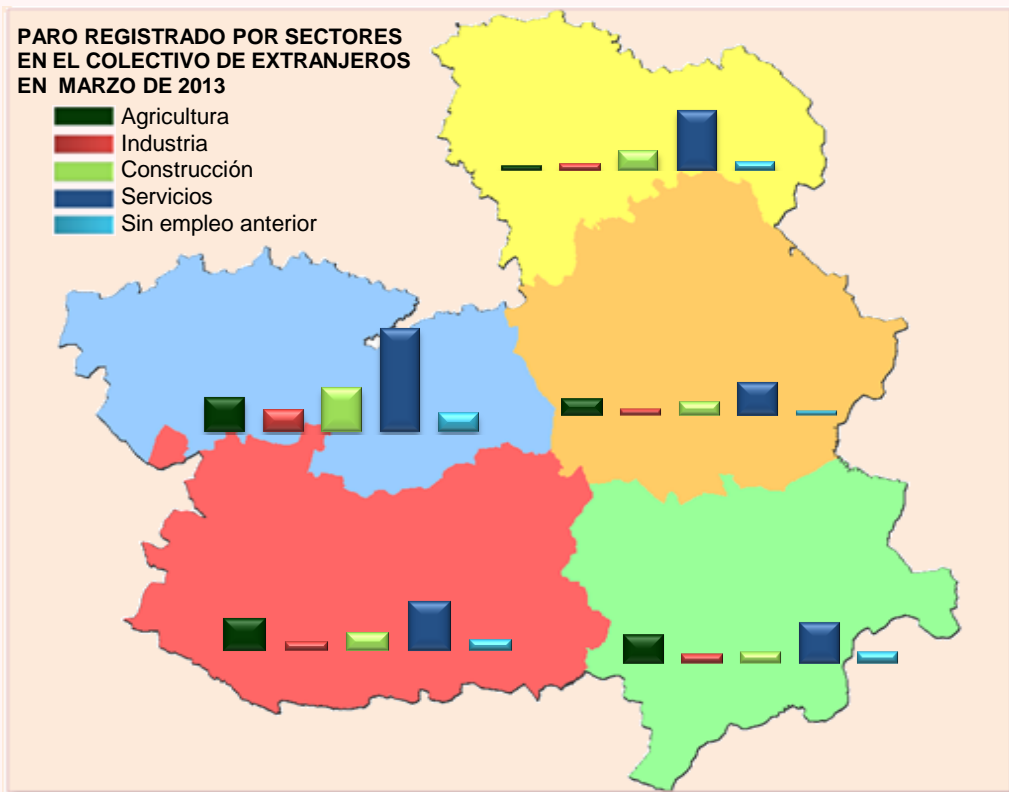 PARO REGISTRADO POR SECTORES
EN EL COLECTIVO DE EXTRANJEROS
EN MARZO DE 2013
Agricultura
Industria
Construcción
Servicios
Sin empleo anterior